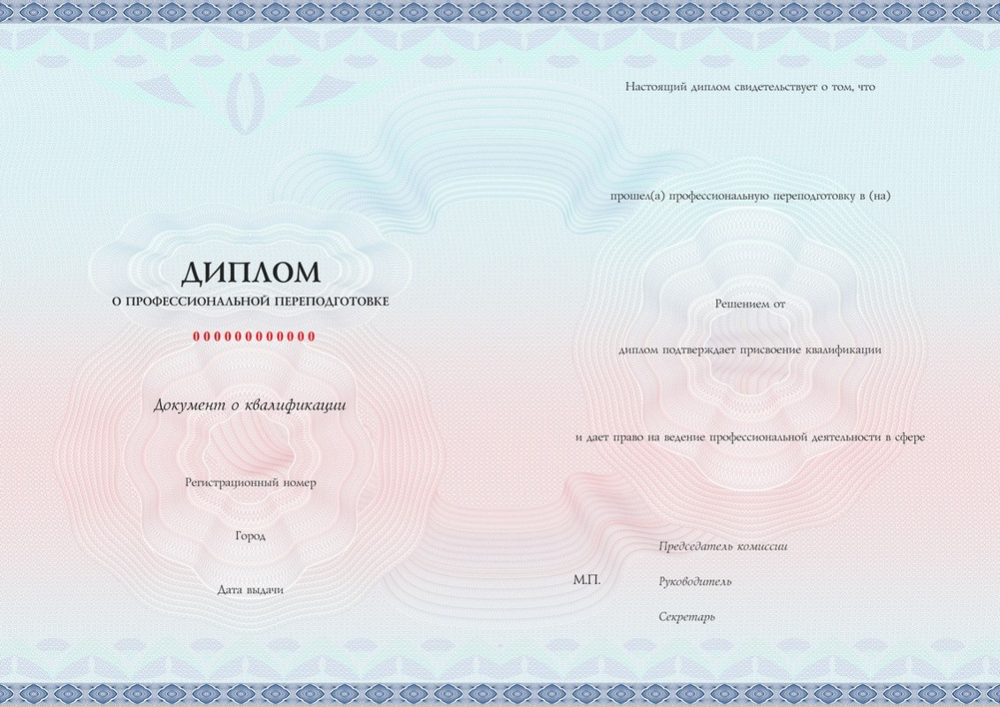 ДИПЛОМ
О ПРОФЕССИОНАЛЬНОЙ ПЕРЕПОДГОТОВКЕ
000000000000
Документ о квалификации
Регистрационный номер
Город
Дата выдачи
Настоящий диплом свидетельствует о том, что
прошел(а) профессиональную переподготовку в (на)
Решением от
диплом подтверждает присвоение квалификации
и дает право на ведение профессиональной деятельности в сфере
Председатель комиссии
М.П.
Руководитель
Секретарь